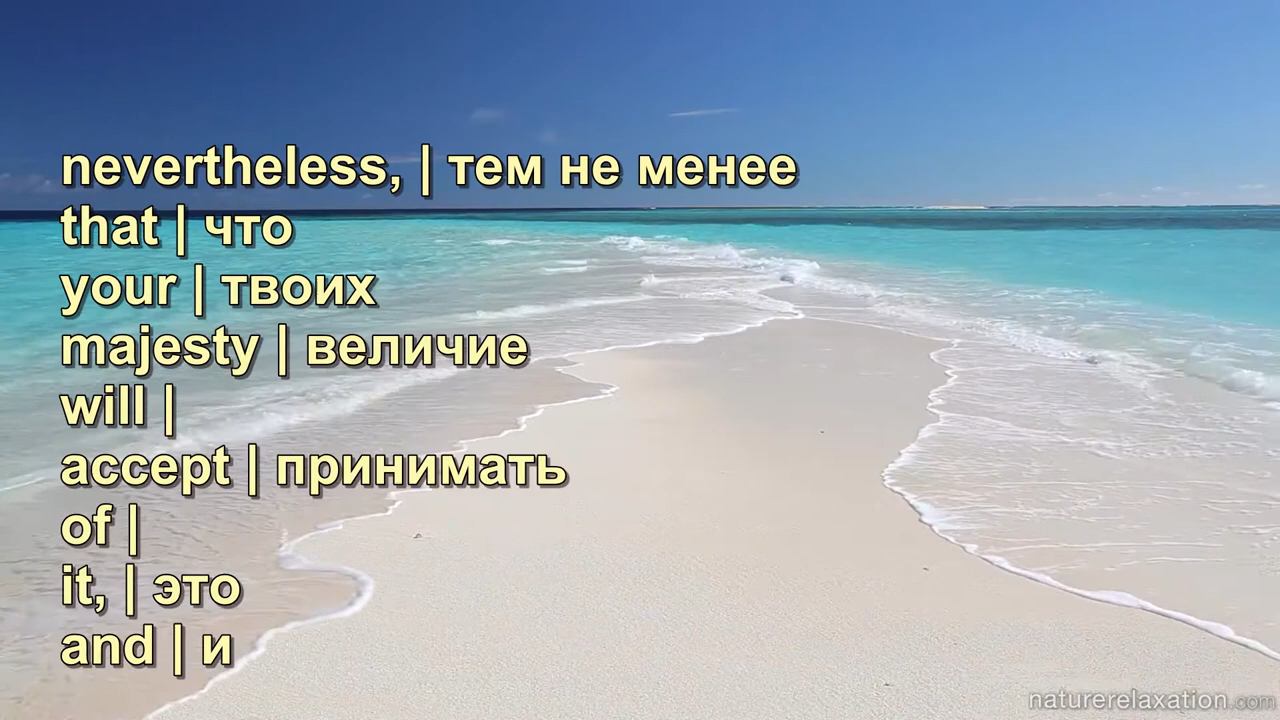 nevertheless, | тем не менее
that | что
your | твоих
majesty | величие
will |
accept | принимать
of |
it, | это
and | и
naturerelaxation.com